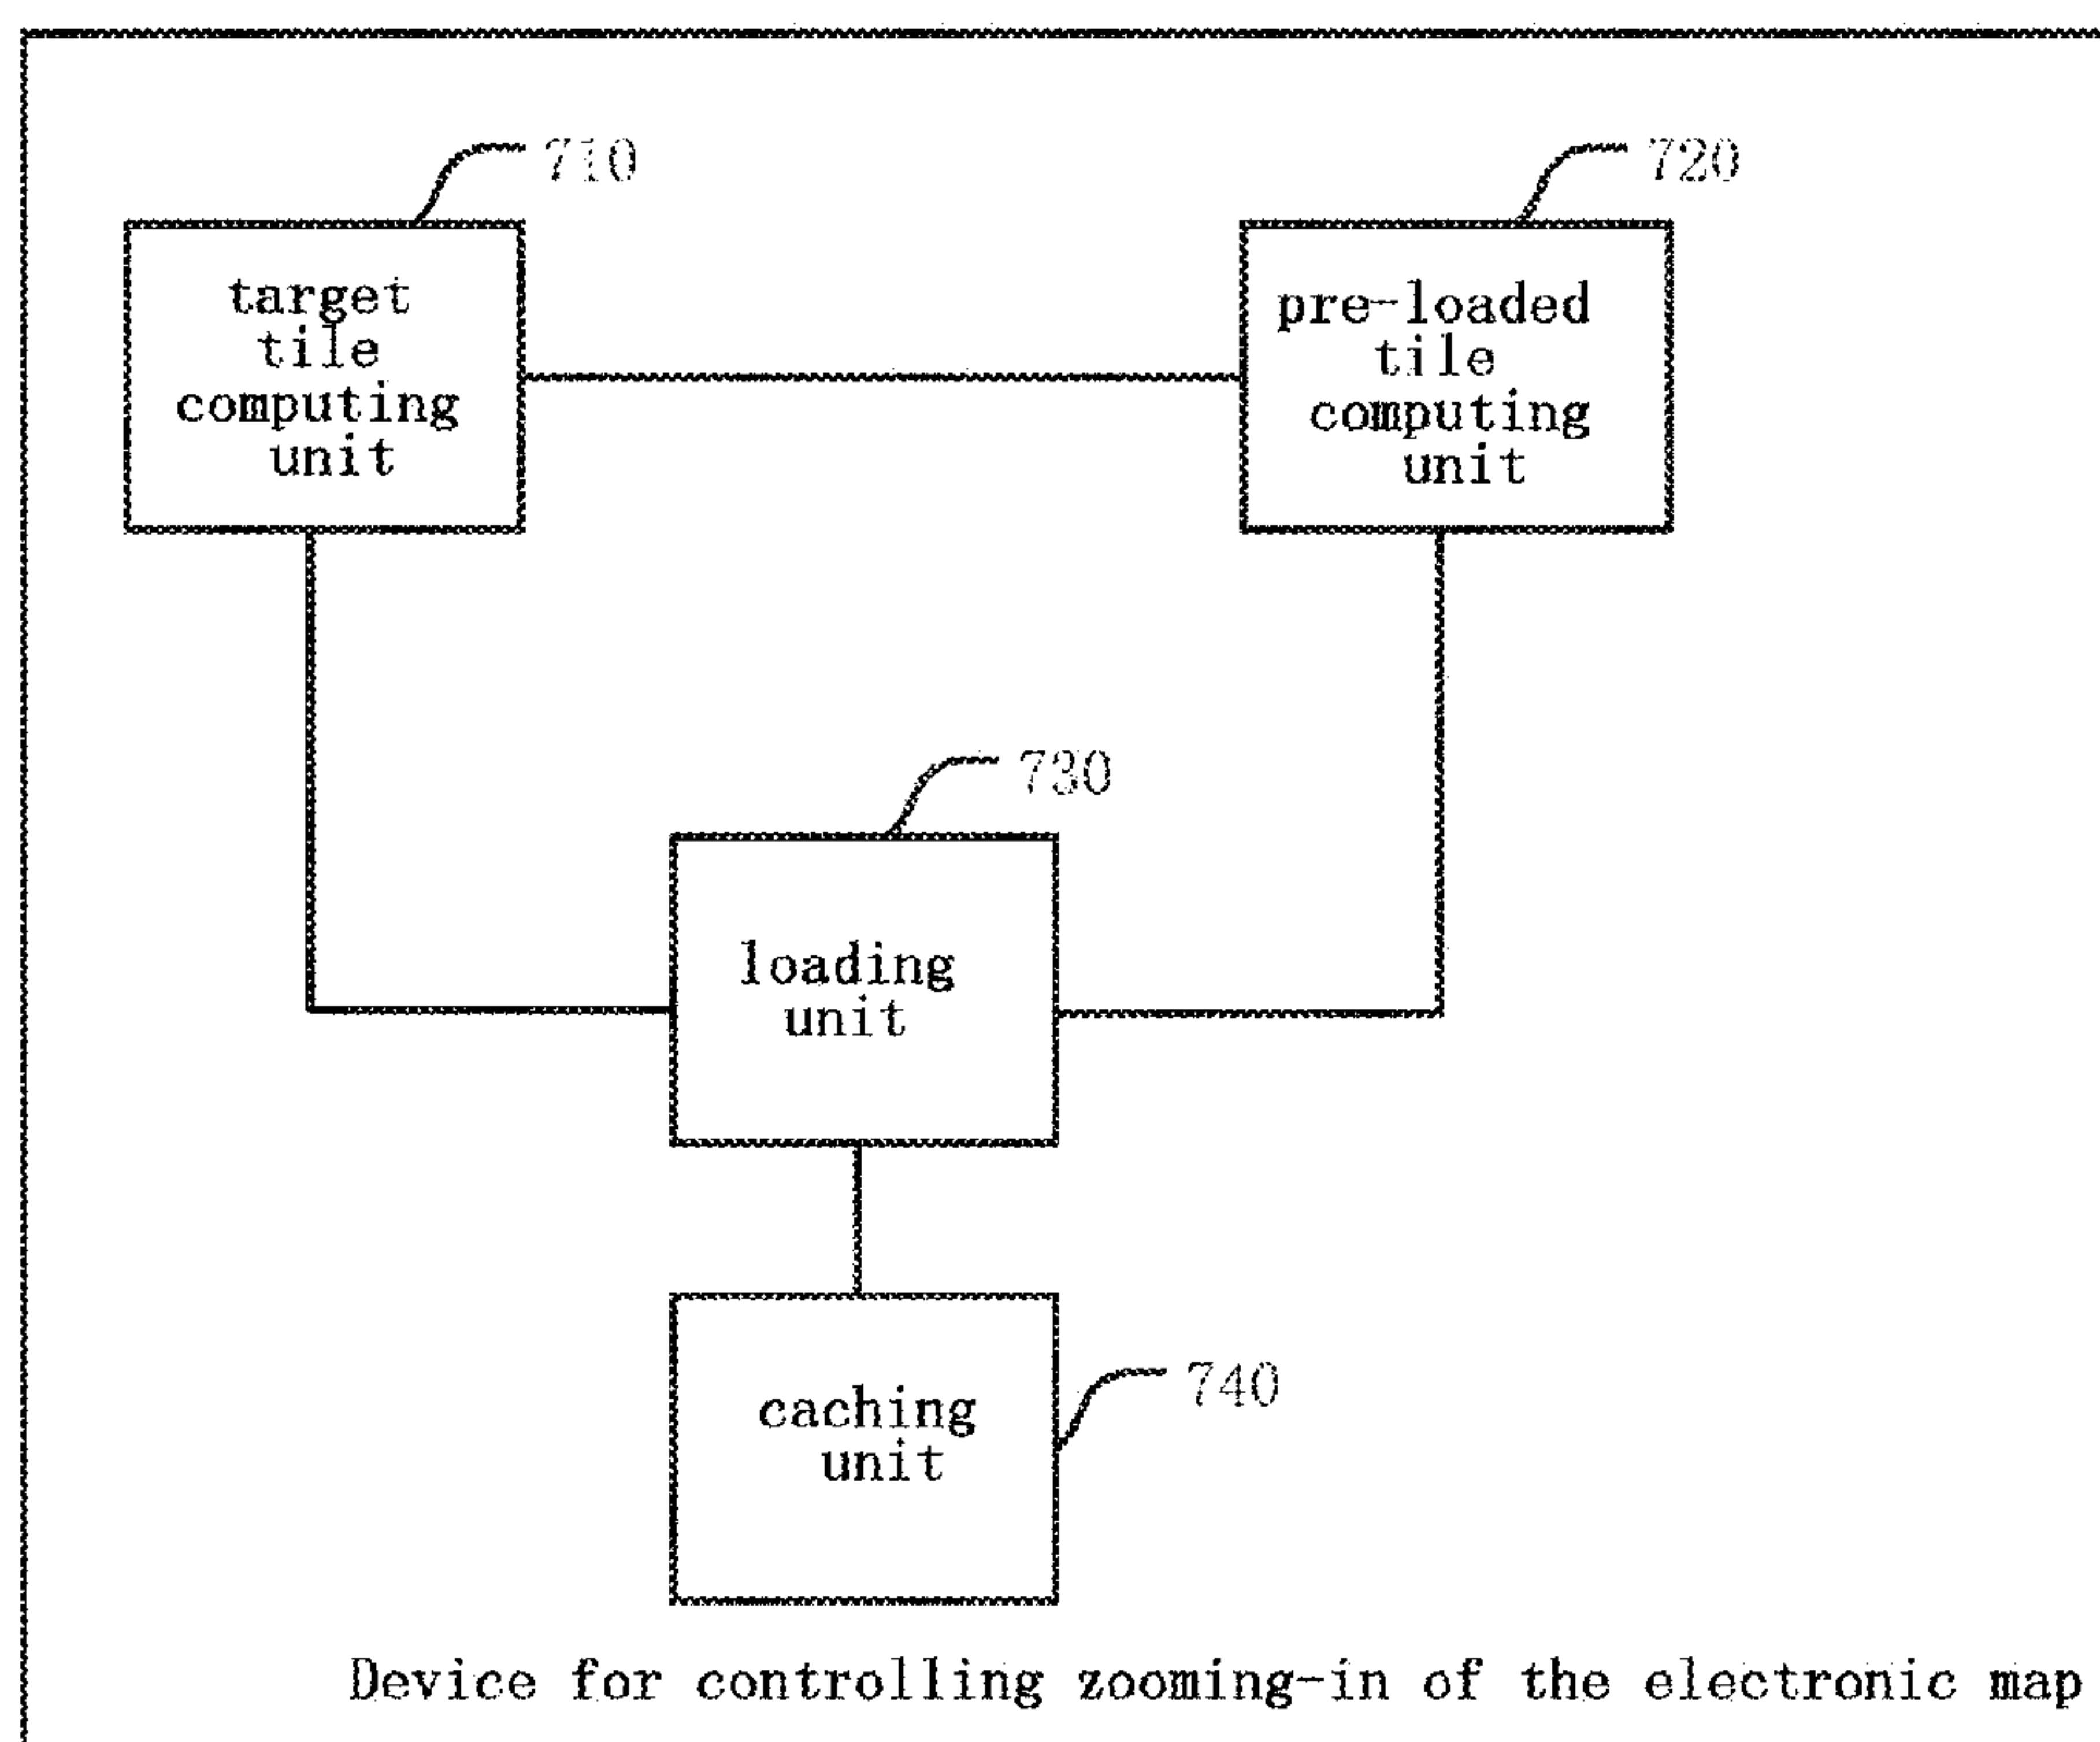 710
720
target
tile
computing
unit
pre-loaded
tile
computing
unit
730
loading
unit
740
caching
unit
Device for controlling zooming-in of the electronic map